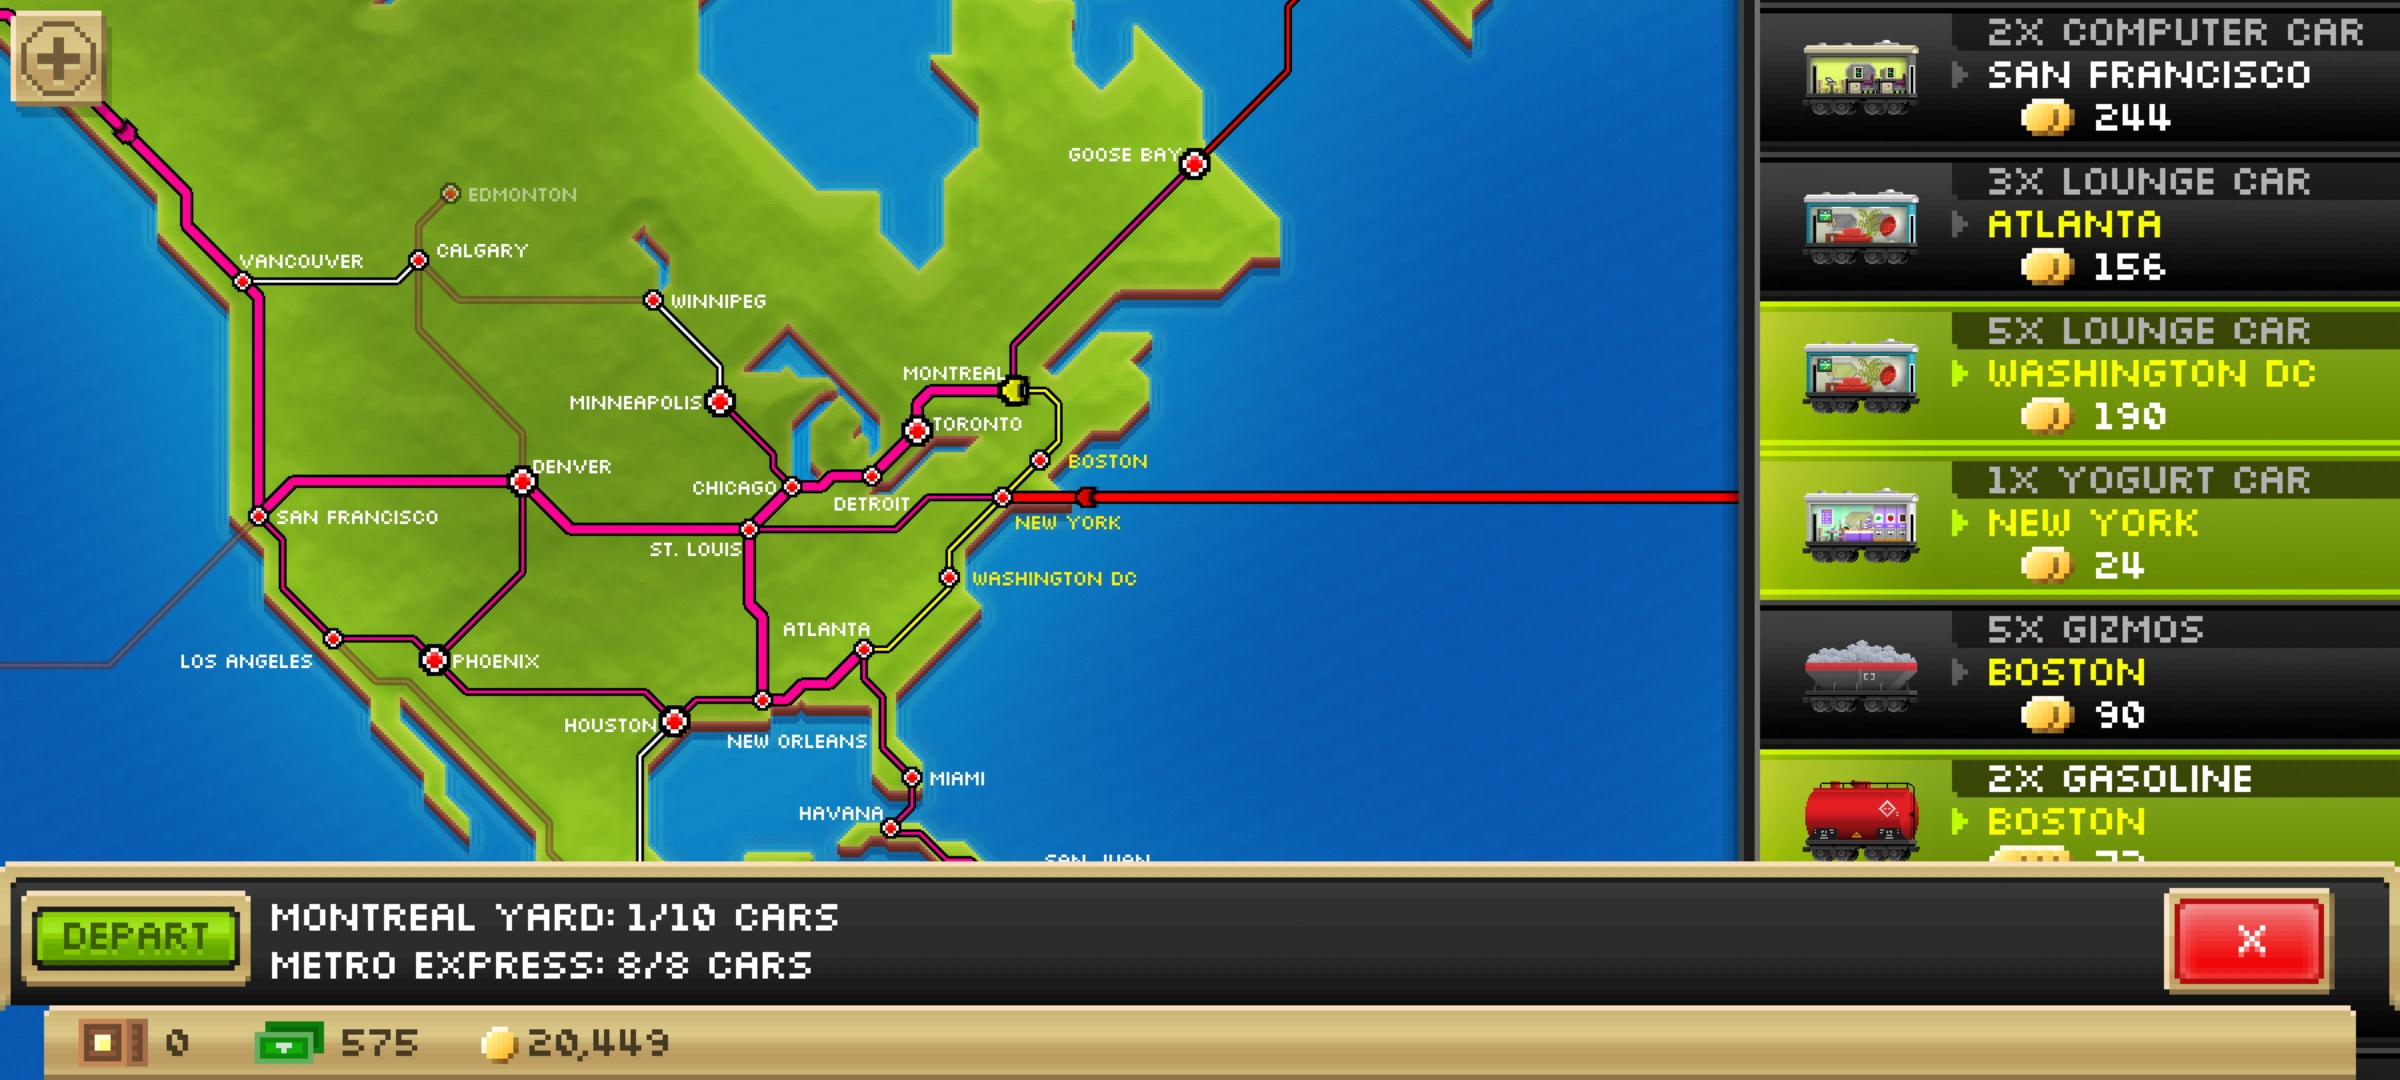 GOOSE BAY
EDMONTON
CALGARY
VANCOUVER
WINNIPEG
MONTREAL
MINNEAPOLIS
TORONTO
BOSTON
DENVER
CHICAGO
DETROIT
SAN FRANCISCO
NEW YORK
ST. LOUIS
WASHINGTON DC
ATLANTA
LOS ANGELES
PHOENIX
HOUSTON
NEW ORLEANS
MIAMI
HAVANA
SAN JUAN
2X COMPUTER CAR
SAN FRANCISCO
244
3X LOUNGE CAR
ATLANTA
156
5X LOUNGE CAR
WASHINGTON DC
190
1X YOGURT CAR
NEW YORK
24
5X GIZMOS
BOSTON
90
2X GASOLINE
BOSTON
DEPART
MONTREAL YARD: 1/10 CARS
METRO EXPRESS: 8/8 CARS
X
0
575
20,449